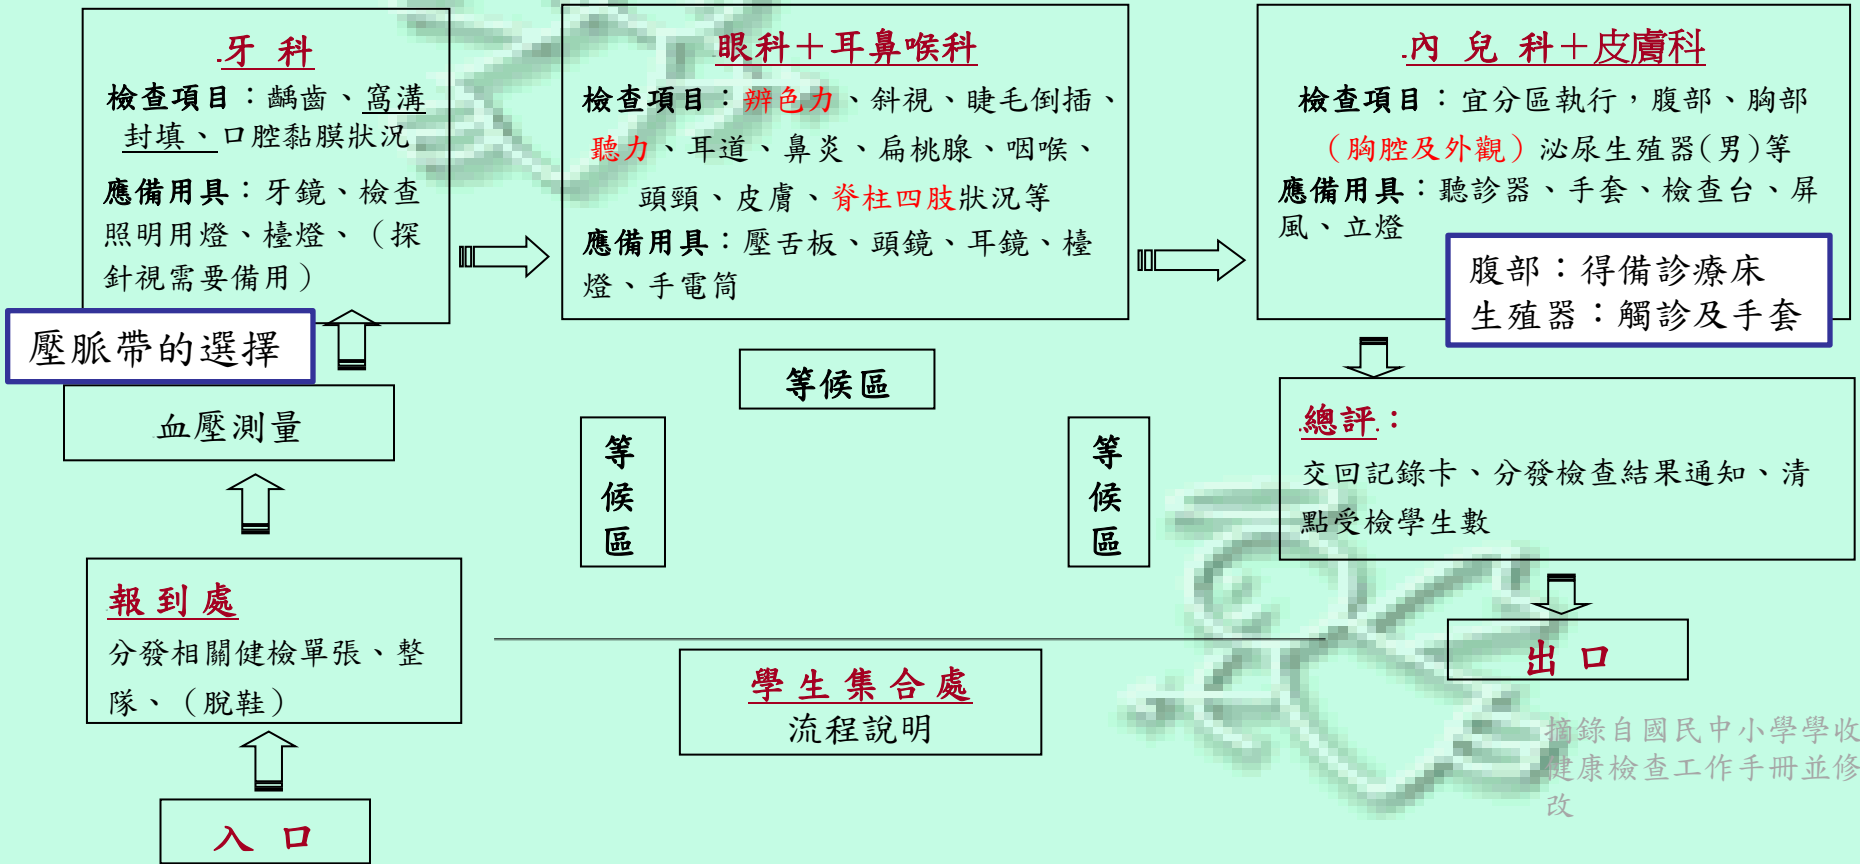 牙 科
檢查項目：齲齒、窩溝
封填、口腔黏膜狀況
應備用具：牙鏡、檢查
照明用燈、檯燈、（探
針視需要備用）
眼科＋耳鼻喉科
檢查項目：辨色力、斜視、睫毛倒插、
聽力、耳道、鼻炎、扁桃腺、咽喉、
頭頸、皮膚、脊柱四肢狀況等
應備用具：壓舌板、頭鏡、耳鏡、檯
燈、手電筒
內 兒 科＋皮膚科
檢查項目：宜分區執行，腹部、胸部
（胸腔及外觀）泌尿生殖器(男)等
應備用具：聽診器、手套、檢查台、屏
風、立燈
腹部：得備診療床
生殖器：觸診及手套
壓脈帶的選擇
血壓測量
等候區
等
候
區
等
候
區
總評：
交回記錄卡、分發檢查結果通知、清
點受檢學生數
報到處
分發相關健檢單張、整
隊、（脫鞋）
學生集合處
流程說明
出 口
入 口
摘錄自國民中小學學收
健康檢查工作手冊並修
改